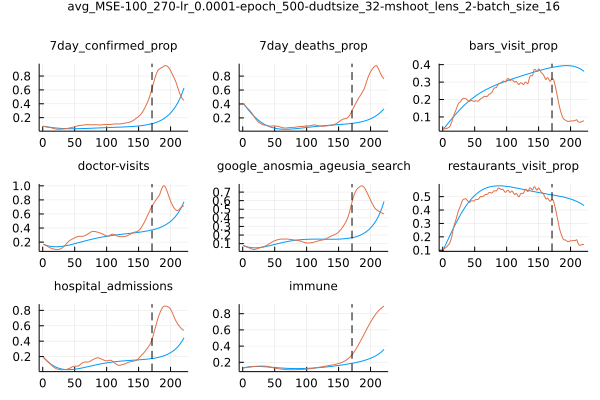 avg_MSE-100_270-lr_0.0001-epoch_500-dudtsize_32-mshoot_lens_2-batch_size_16
7day_confirmed_prop 7day_deaths_prop bars_visit_prop
0.8 0.8 0.4
0.6 0.6 0.3
0.4 0.4 0.2
0.2 0.2 0.1
0 50 100 150 200 0 50 100 150 200 0 50 100 150 200
doctor-visits google_anosmia_ageusia_search restaurants_visit_prop
1.0 0.7
0.8 0.6 0.5
0.6 0.5 0.4
0.4 0.4 0.3
0.2 0.3 0.2
0.2 0.1
0.1
0 50 100 150 200 0 50 100 150 200 0 50 100 150 200
hospital_admissions immune
0.8 0.8
0.6 0.6
0.4 0.4
0.2 0.2
0 50 100 150 200 0 50 100 150 200